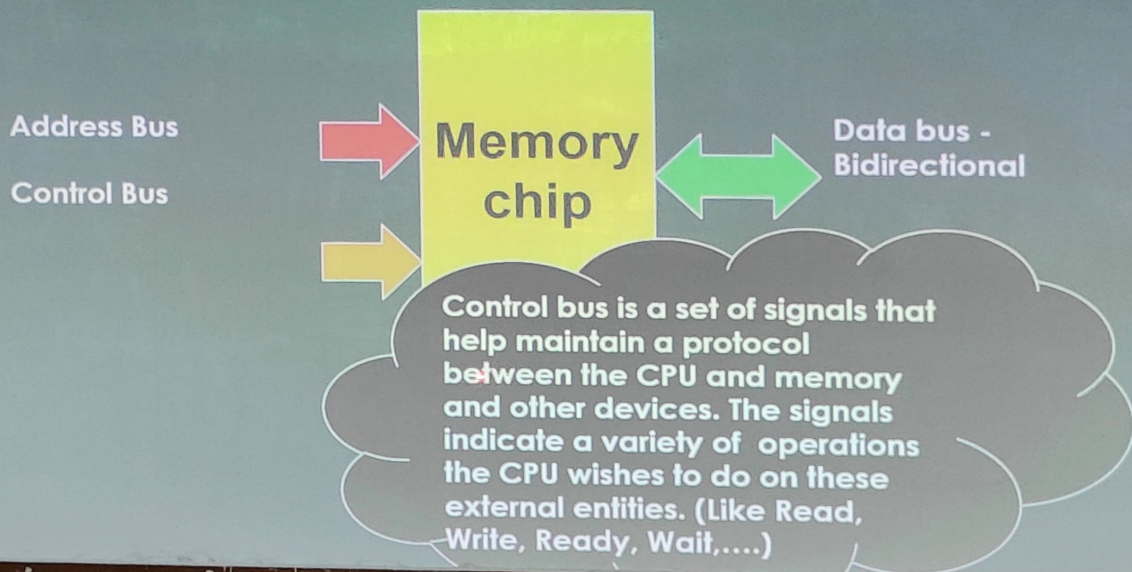 Address Bus
Control Bus
Memory
chip
Data bus -
Bidirectional
Control bus is a set of signals that
help maintain a protocol
between the CPU and memory
and other devices. The signals
indicate a variety of operations
the CPU wishes to do on these
external entities. (Like Read,
Write, Ready, Wait,....)